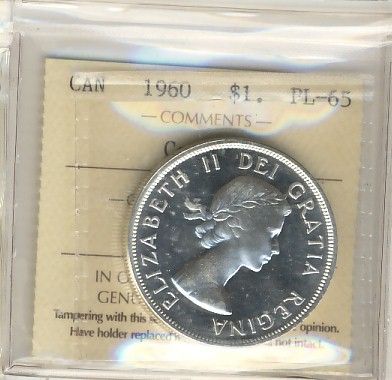 CAN 1960 $1. PL-65
COMMENTS
C
ELIZABETH II DEI GRATIA REGINA
IN O
GEN
Tampering with this se opinion.
Have holder replaced not intact.